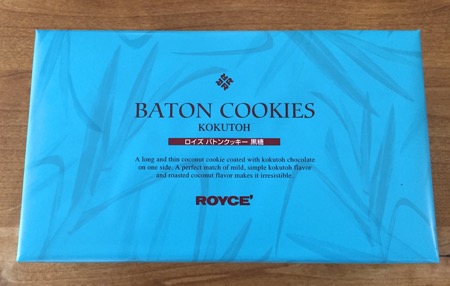 BATON COOKIES
KOKUTOH
ロイズ バトンクッキー 黒糖
A long and thin coconut cookie coated with kokutoh chocolate
on one side. A perfect match of mild, simple kokutoh flavor
and roasted coconut flavor makes it irresistible.
ROYCE'